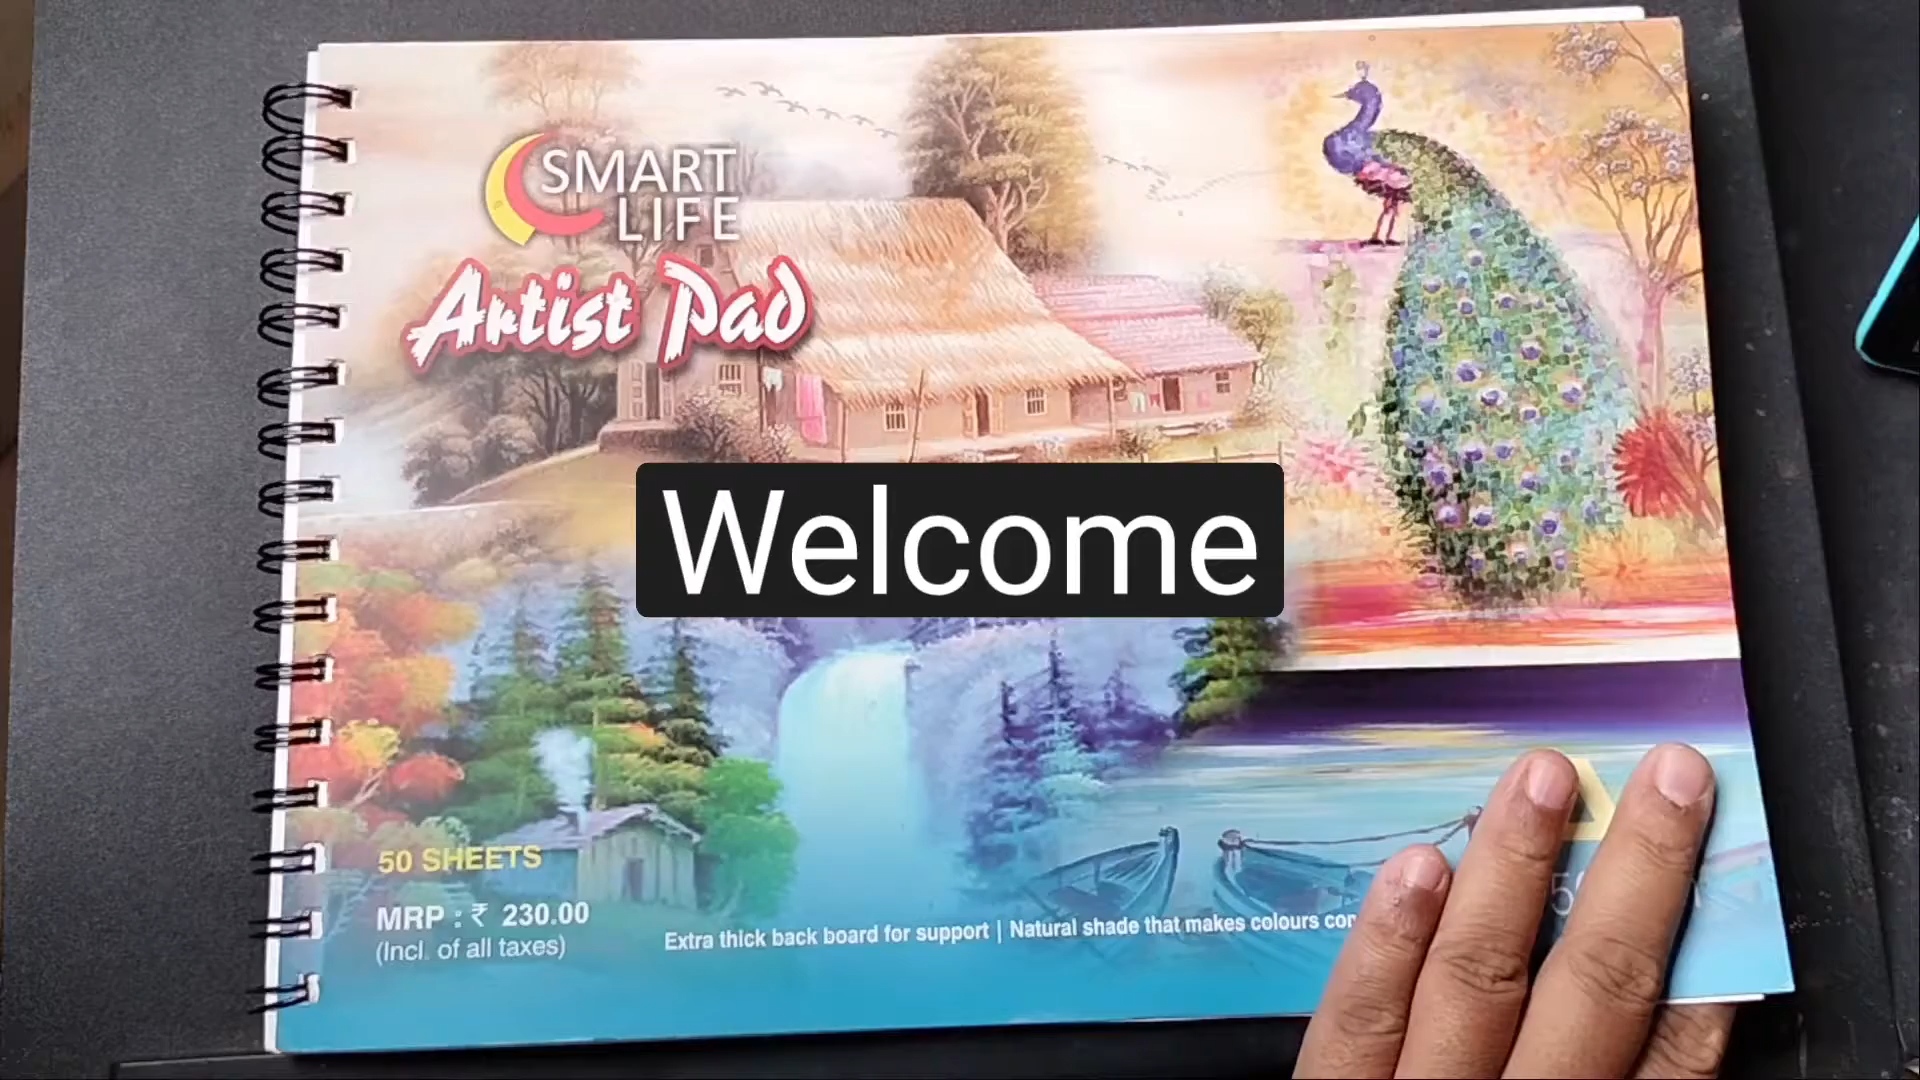 SMART
LIFE
Artist Pad
Welcome
50 SHEETS
MRP : ₹ 230.00
(Incl. of all taxes)
Extra thick back board for support | Natural shade that makes colours